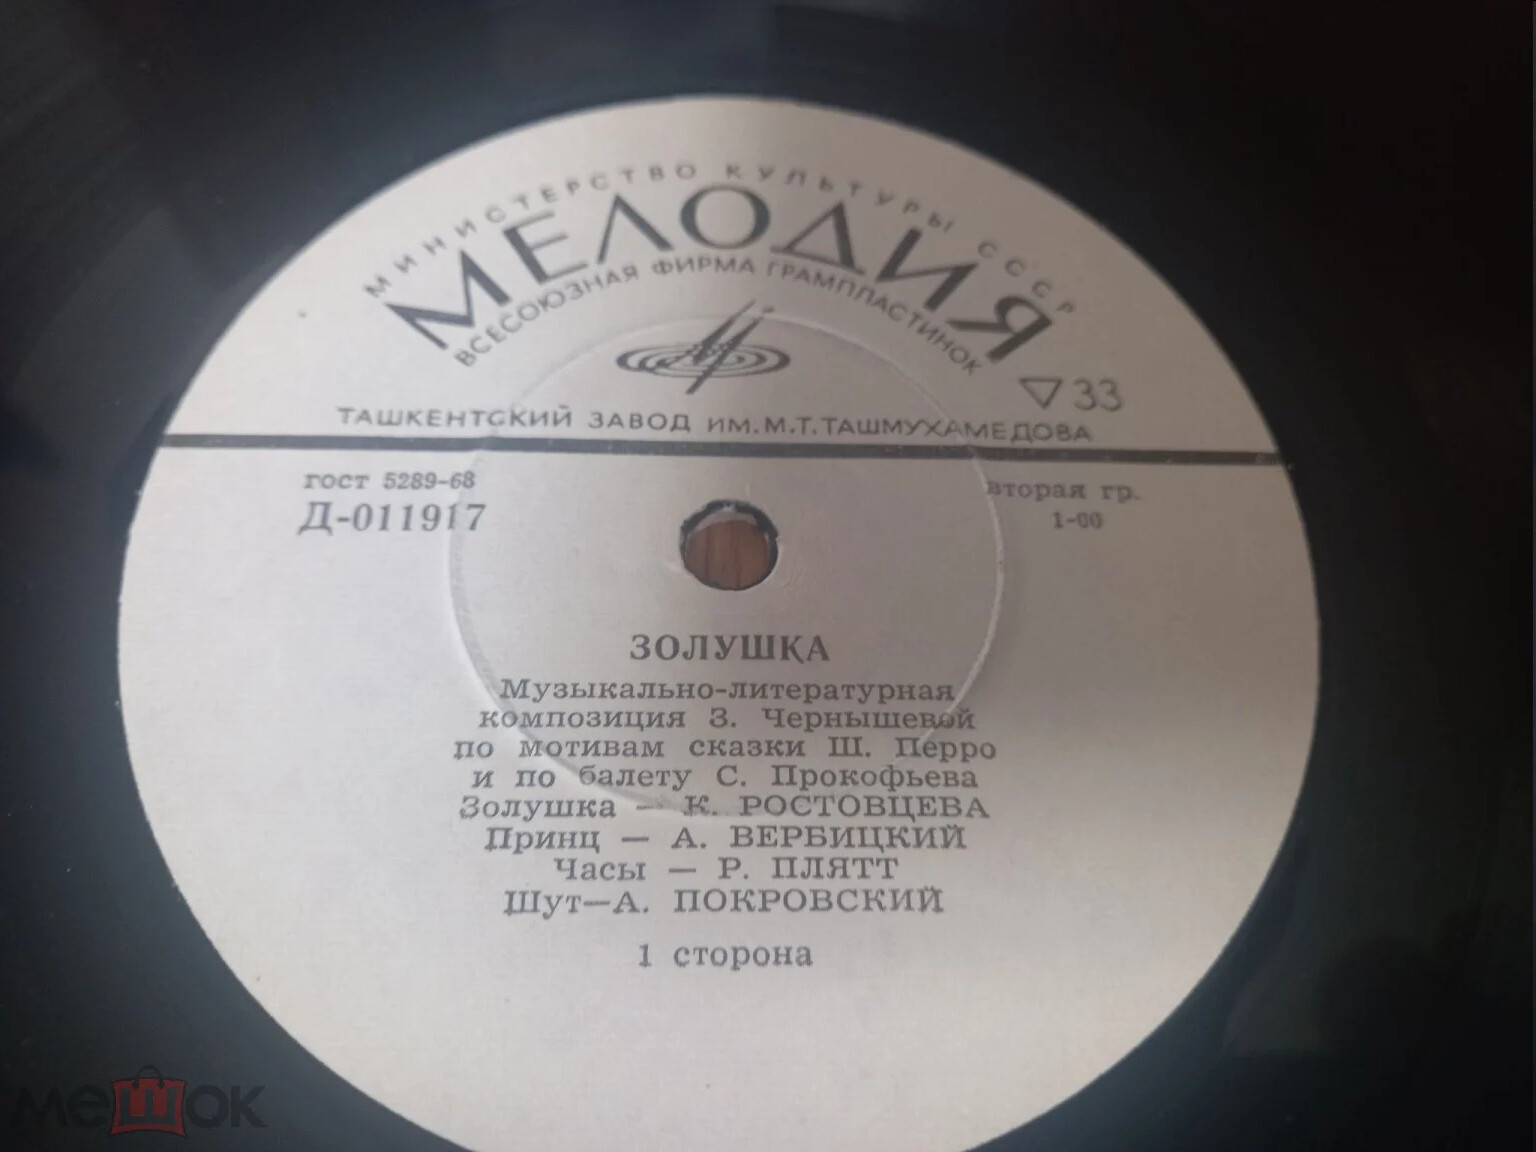 МИНИСТЕРСТВО КУЛЬТУРЫ СССР
МЕЛОДИЯ
ВСЕСОЮЗНАЯ ФИРМА ГРАМПЛАСТИНОК
33
ТАШКЕНТСКИЙ ЗАВОД ИМ. М.Т. ТАШМУХАМЕДОВА
гост 5289-68
вторая гр.
Д-011917
1-00
ЗОЛУШКА
Музыкально-литературная
композиция З. Чернышевой
по мотивам сказки Ш. Перро
и по балету С. Прокофьева
Золушка — К. РОСТОВЦЕВА
Принц — А. ВЕРБИЦКИЙ
Часы — Р. ПЛЯТТ
Шут—А. ПОКРОВСКИЙ
1 сторона
мешок